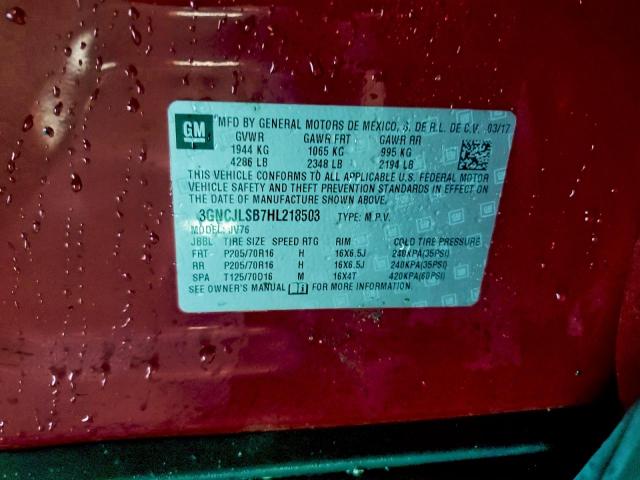 GM MFD BY GENERAL MOTORS DE MEXICO, S. DE R.L. DE C.V. 03/17
GVWR GAWR FRT GAWR RR
1944 KG 1065 KG 995 KG
4286 LB 2348 LB 2194 LB
THIS VEHICLE CONFORMS TO ALL APPLICABLE U.S. FEDERAL MOTOR
VEHICLE SAFETY AND THEFT PREVENTION STANDARDS IN EFFECT ON
THE DATE OF MANUFACTURE SHOWN ABOVE.
3GNCJLSB7HL218503 TYPE: M.P.V.
MODEL: JV76
JBBL TIRE SIZE SPEED RTG RIM COLD TIRE PRESSURE
FRT P205/70R16 H 16X6.5J 240KPA(35PSI)
RR P205/70R16 H 16X6.5J 240KPA(35PSI)
SPA T125/70D16 M 16X4T 420KPA(60PSI)
SEE OWNER'S MANUAL FOR MORE INFORMATION.